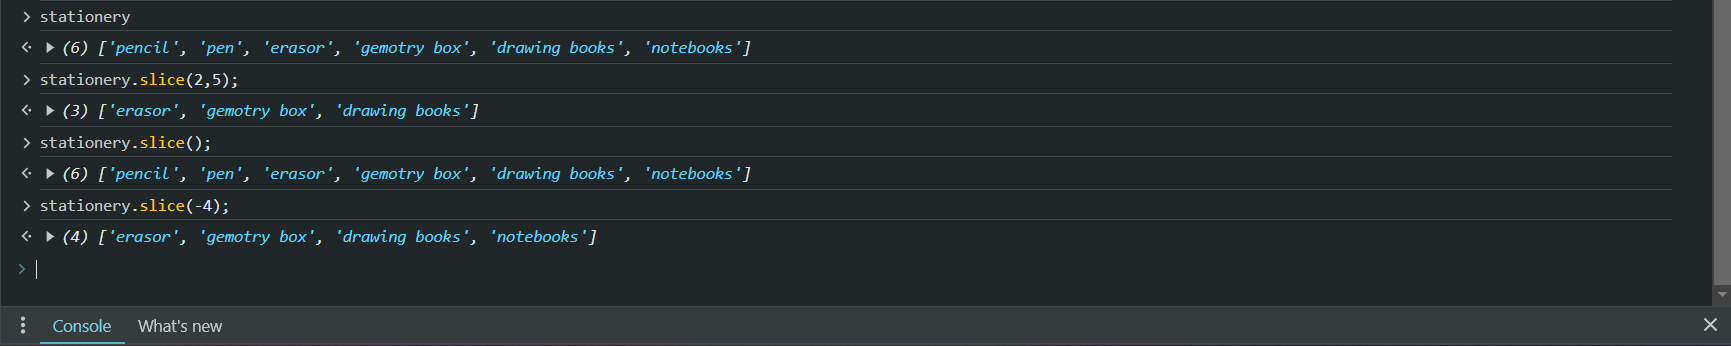 > stationery
(6) ['pencil', 'pen', 'erasor', 'gemotry box', 'drawing books', 'notebooks']
> stationery.slice(2,5);
(3) ['erasor', 'gemotry box', 'drawing books']
> stationery.slice();
(6) ['pencil', 'pen', 'erasor', 'gemotry box', 'drawing books', 'notebooks']
> stationery.slice(-4);
(4) ['erasor', 'gemotry box', 'drawing books', 'notebooks']
>
Console What's new